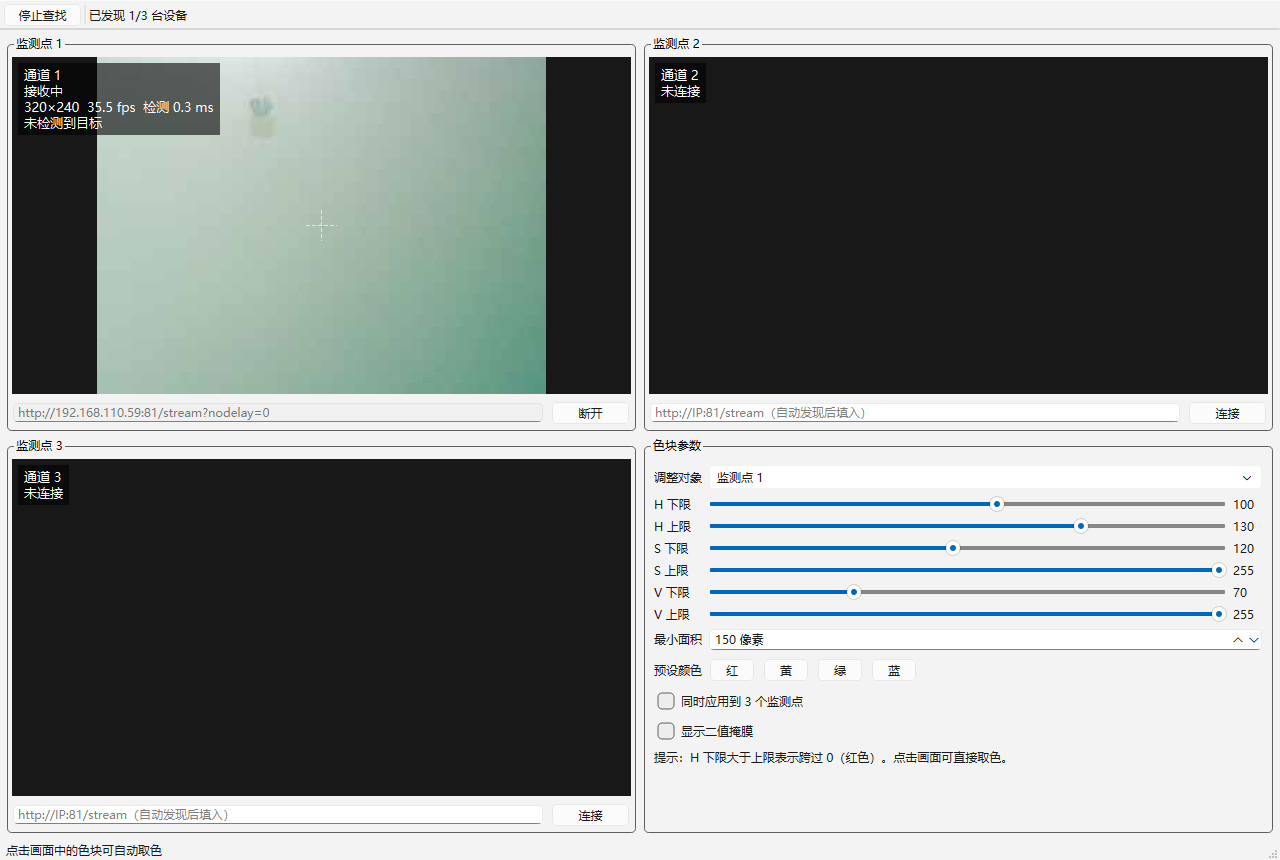 停止查找
已发现 1/3 台设备
监测点 1
通道 1
接收中
320×240 35.5 fps 检测 0.3 ms
未检测到目标
http://192.168.110.59:81/stream?nodelay=0
断开
监测点 2
通道 2
未连接
http://IP:81/stream（自动发现后填入）
连接
监测点 3
通道 3
未连接
http://IP:81/stream（自动发现后填入）
连接
色块参数
调整对象 监测点 1
H 下限 100
H 上限 130
S 下限 120
S 上限 255
V 下限 70
V 上限 255
最小面积 150 像素
预设颜色 红 黄 绿 蓝
同时应用到 3 个监测点
显示二值掩膜
提示：H 下限大于上限表示跨过 0（红色）。点击画面可直接取色。
点击画面中的色块可自动取色